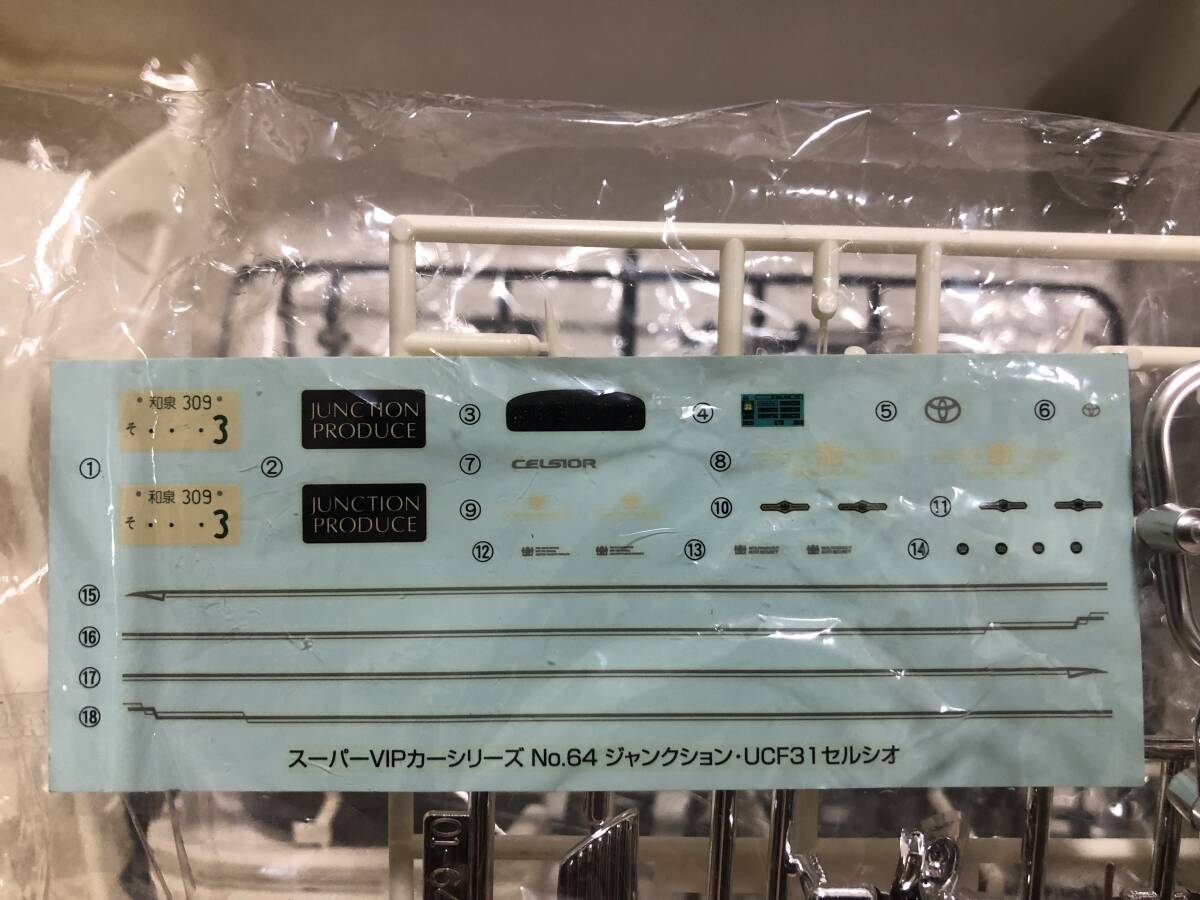 和泉 309
そ ・・・3
JUNCTION
PRODUCE
③
④
⑤
⑥
①
②
⑦
CELSIOR
⑧
和泉 309
そ ・・・3
JUNCTION
PRODUCE
⑨
⑩
⑪
⑫
⑬
⑭
⑮
⑯
⑰
⑱
スーパーVIPカーシリーズ No.64 ジャンクション・UCF31セルシオ